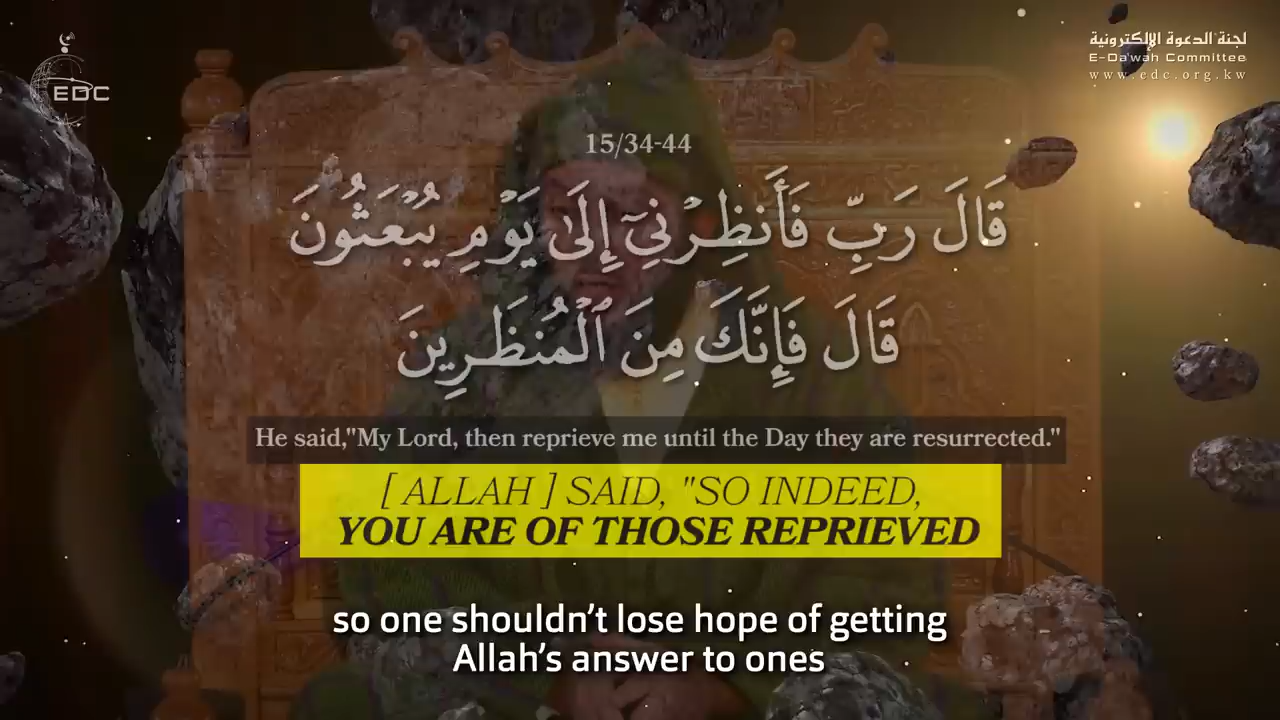 EDC
لجنة الدعوة الإلكترونية
E-Dawah Committee
www.edc.org.kw
15/34-44
قَالَ رَبِّ فَأَنظِرْنِىٓ إِلَىٰ يَوْمِ يُبْعَثُونَ
قَالَ فَإِنَّكَ مِنَ ٱلْمُنظَرِينَ
He said,"My Lord, then reprieve me until the Day they are resurrected."
[ ALLAH ] SAID, "SO INDEED,
YOU ARE OF THOSE REPRIEVED
so one shouldn't lose hope of getting
Allah's answer to ones